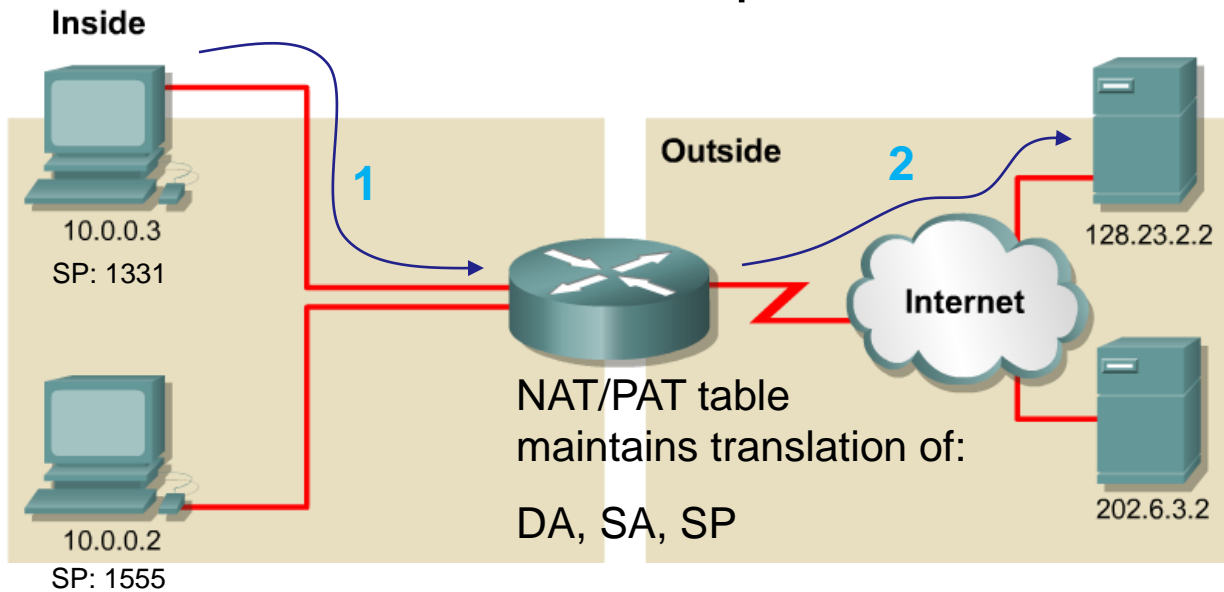 Inside
10.0.0.3
SP: 1331
10.0.0.2
SP: 1555
1
Outside
2
128.23.2.2
Internet
202.6.3.2
NAT/PAT table
maintains translation of:
DA, SA, SP